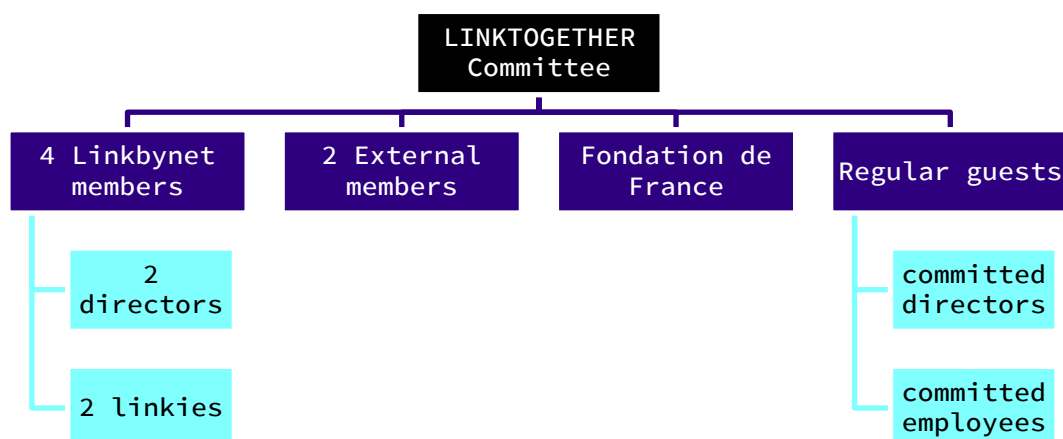 LINKTOGETHER
Committee
4 Linkbynet
members
2 External
members
Fondation de
France
Regular guests
2
directors
committed
directors
2 linkies
committed
employees